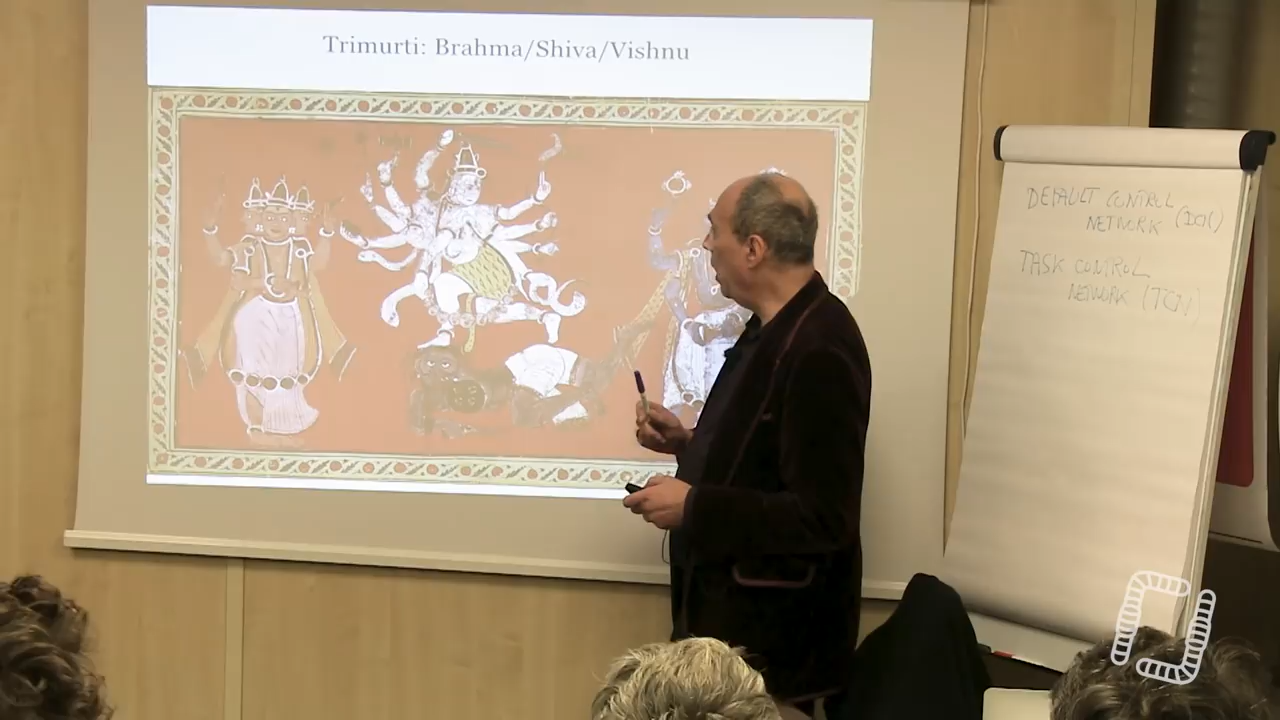 Trimurti: Brahma/Shiva/Vishnu
DEFAULT CONTROL
NETWORK (DCN)
TASK CONTROL
NETWORK (TCN)